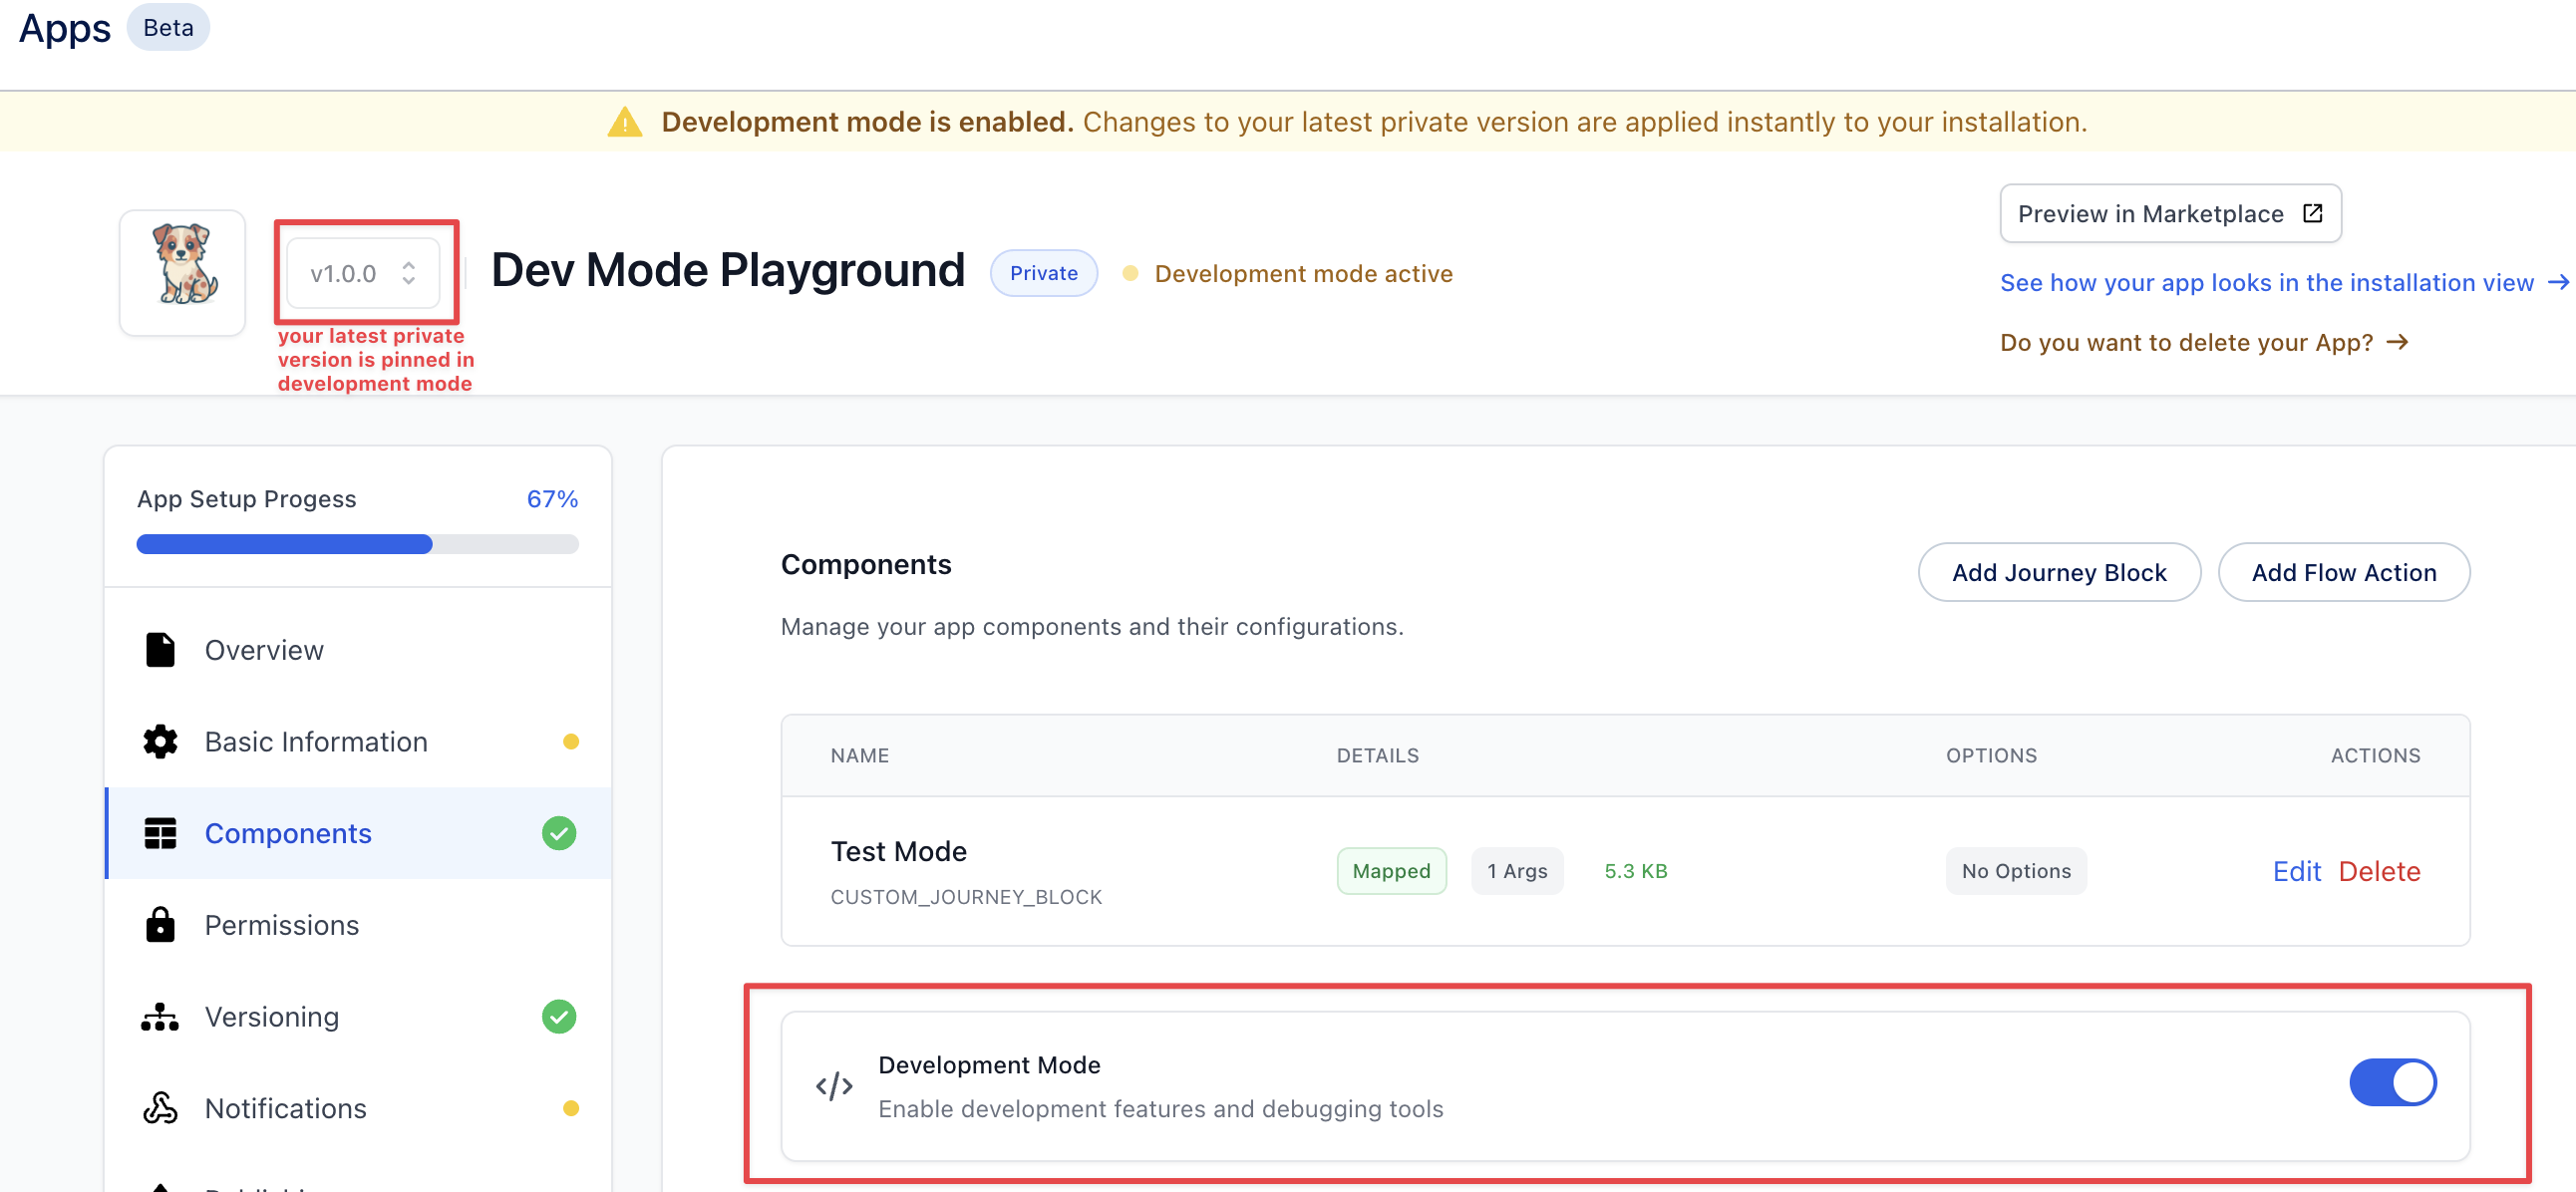 Apps Beta
Development mode is enabled. Changes to your latest private version are applied instantly to your installation.
v1.0.0
your latest private
version is pinned in
development mode
Dev Mode Playground
Private
Development mode active
Preview in Marketplace
See how your app looks in the installation view →
Do you want to delete your App? →
App Setup Progess 67%
Overview
Basic Information
Components
Permissions
Versioning
Notifications
Components
Manage your app components and their configurations.
Add Journey Block
Add Flow Action
NAME DETAILS OPTIONS ACTIONS
Test Mode
CUSTOM_JOURNEY_BLOCK
Mapped 1 Args 5.3 KB No Options Edit Delete
Development Mode
Enable development features and debugging tools